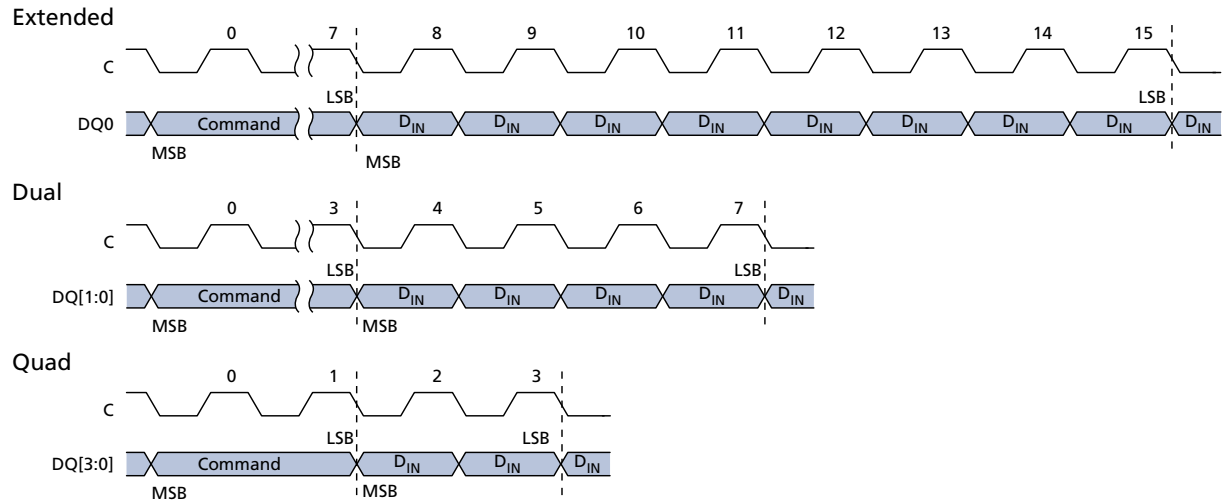 Extended
0 7 8 9 10 11 12 13 14 15
C
LSB LSB
DQ0 Command DIN DIN DIN DIN DIN DIN DIN DIN DIN
MSB MSB
Dual
0 3 4 5 6 7
C
LSB LSB
DQ[1:0] Command DIN DIN DIN DIN DIN
MSB MSB
Quad
0 1 2 3
C
LSB LSB
DQ[3:0] Command DIN DIN DIN
MSB MSB